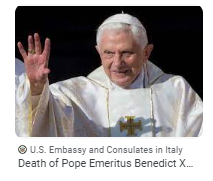 U.S. Embassy and Consulates in Italy
Death of Pope Emeritus Benedict X...